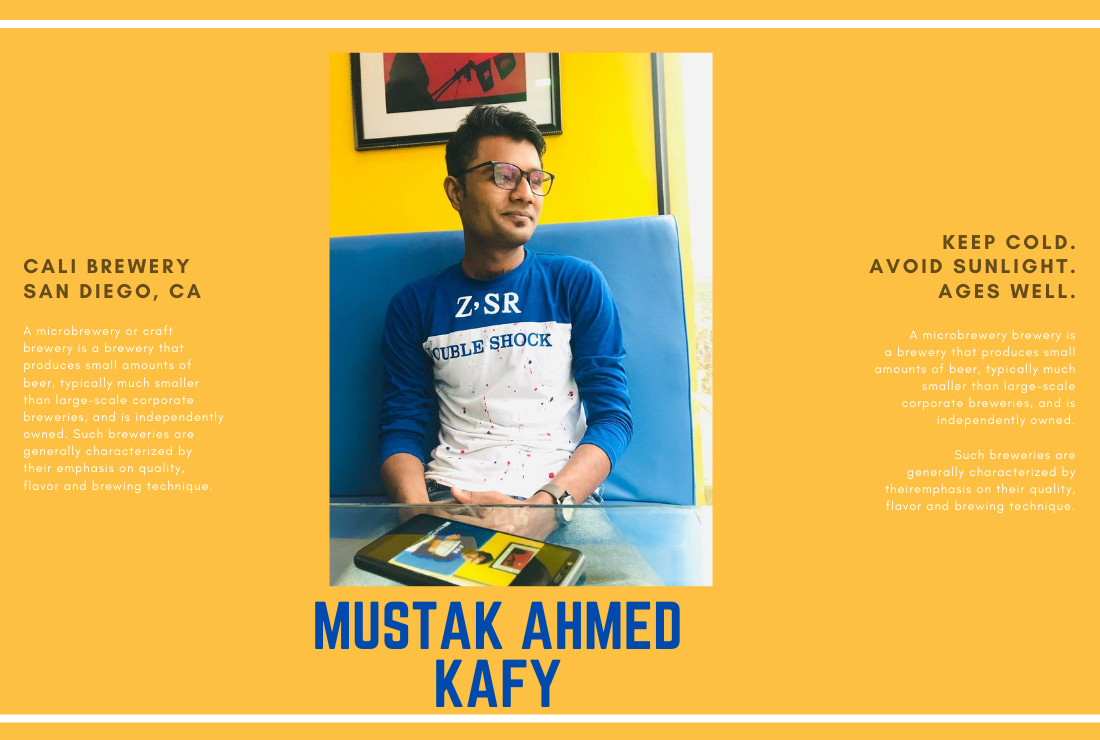 CALI BREWERY
SAN DIEGO, CA
A microbrewery or craft
brewery is a brewery that
produces small amounts of
beer, typically much smaller
than large-scale corporate
breweries, and is independently
owned. Such breweries are
generally characterized by
their emphasis on quality,
flavor and brewing technique.
Z,SR
OUBLE SHOCK
KEEP COLD.
AVOID SUNLIGHT.
AGES WELL.
A microbrewery brewery is
a brewery that produces small
amounts of beer, typically much
smaller than large-scale
corporate breweries, and is
independently owned.
Such breweries are
generally characterized by
theiremphasis on their quality,
flavor and brewing technique.
MUSTAK AHMED
KAFY